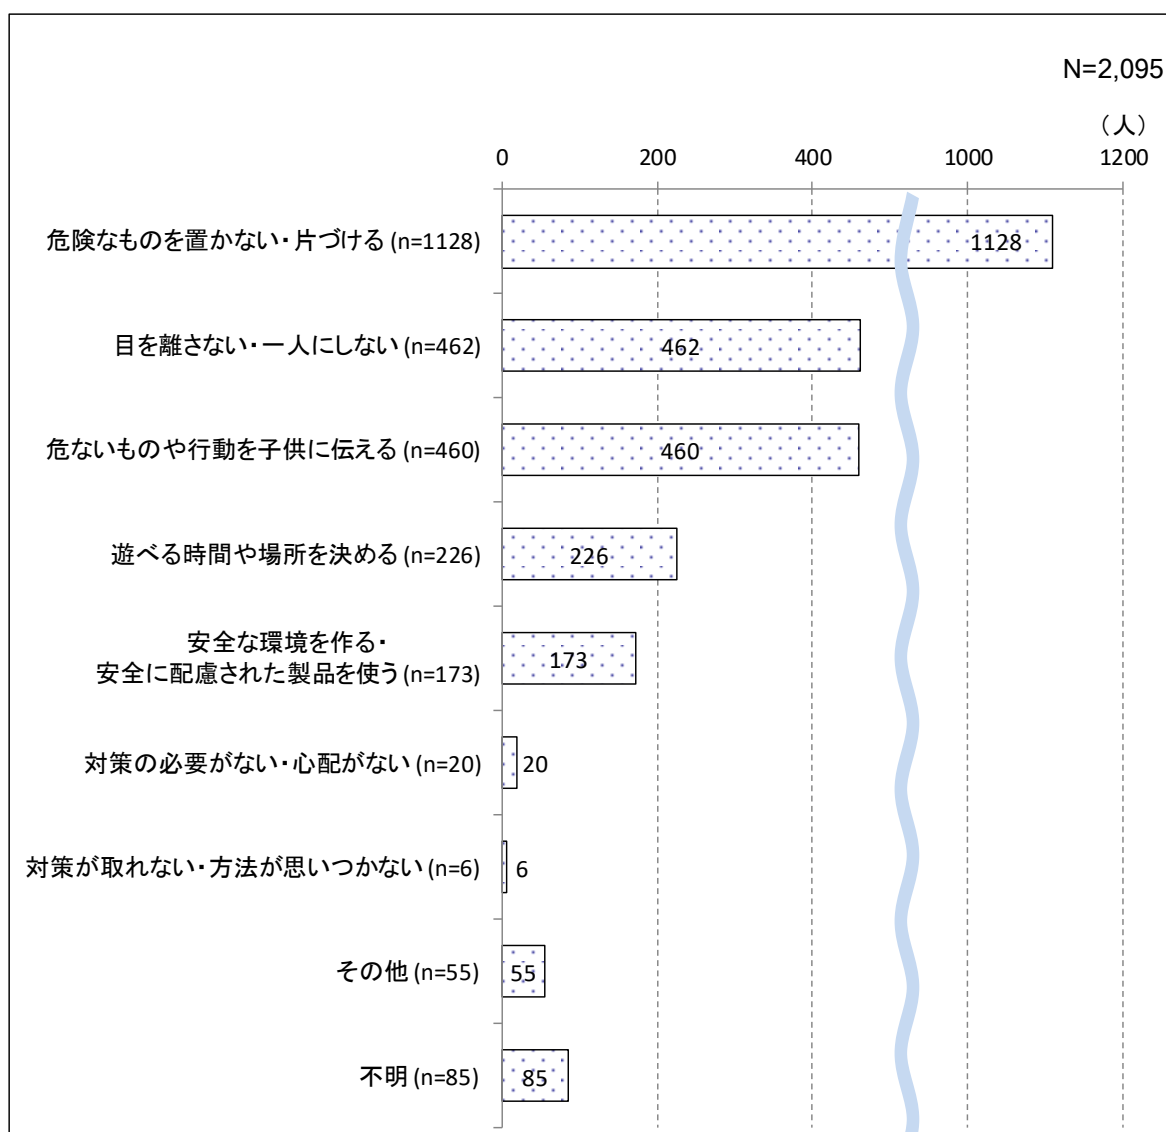 N=2,095
（人）
0 200 400 1000 1200
危険なものを置かない・片づける (n=1128)
1128
目を離さない・一人にしない (n=462)
462
危ないものや行動を子供に伝える (n=460)
460
遊べる時間や場所を決める (n=226)
226
安全な環境を作る・
安全に配慮された製品を使う (n=173)
173
対策の必要がない・心配がない (n=20)
20
対策が取れない・方法が思いつかない (n=6)
6
その他 (n=55)
55
不明 (n=85)
85